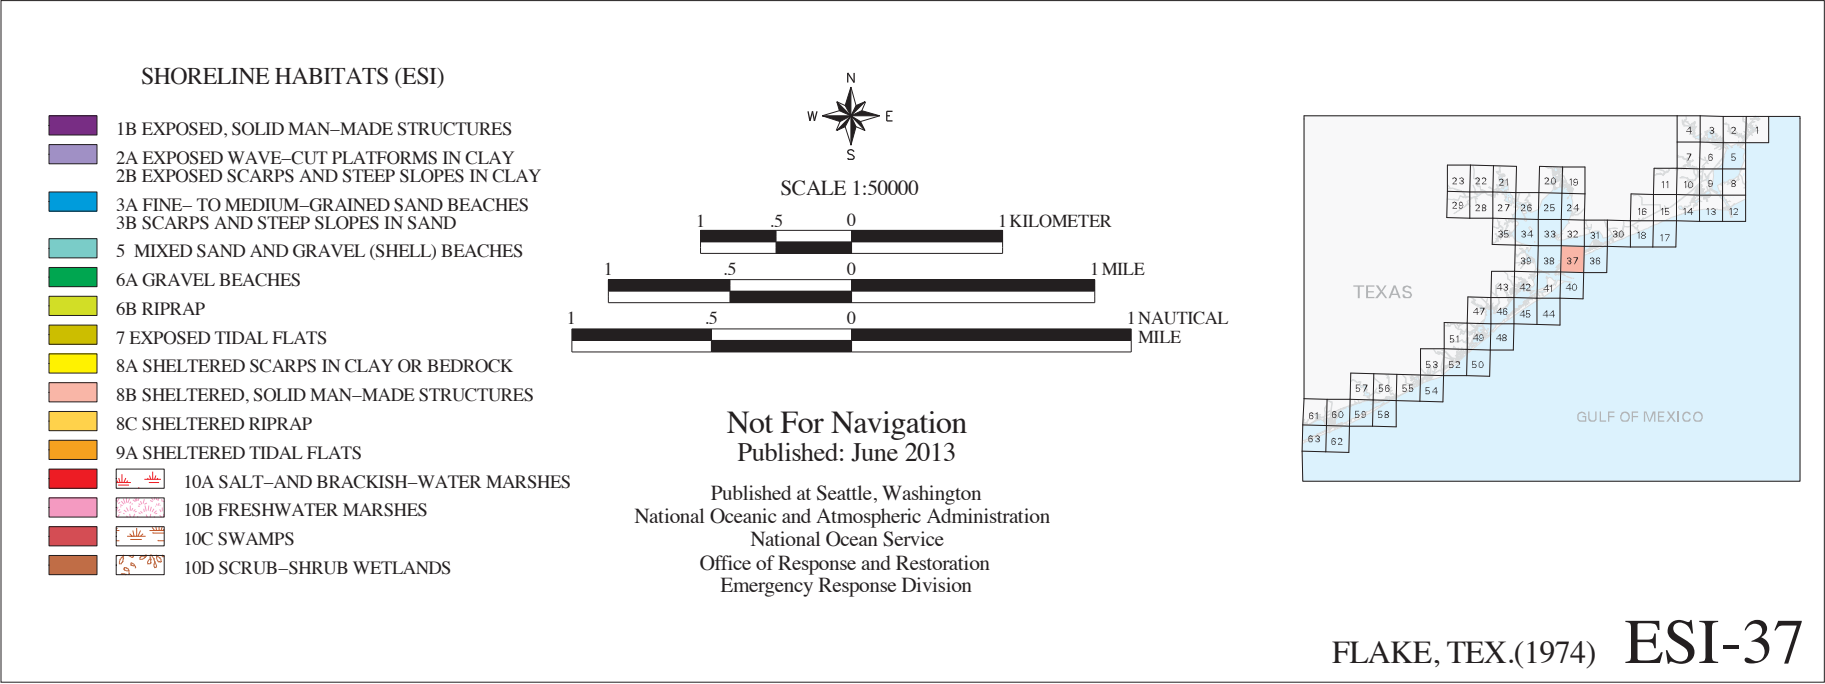 SHORELINE HABITATS (ESI)
1B EXPOSED, SOLID MAN–MADE STRUCTURES
2A EXPOSED WAVE–CUT PLATFORMS IN CLAY
2B EXPOSED SCARPS AND STEEP SLOPES IN CLAY
3A FINE– TO MEDIUM–GRAINED SAND BEACHES
3B SCARPS AND STEEP SLOPES IN SAND
5 MIXED SAND AND GRAVEL (SHELL) BEACHES
6A GRAVEL BEACHES
6B RIPRAP
7 EXPOSED TIDAL FLATS
8A SHELTERED SCARPS IN CLAY OR BEDROCK
8B SHELTERED, SOLID MAN–MADE STRUCTURES
8C SHELTERED RIPRAP
9A SHELTERED TIDAL FLATS
10A SALT–AND BRACKISH–WATER MARSHES
10B FRESHWATER MARSHES
10C SWAMPS
10D SCRUB–SHRUB WETLANDS
N
W E
S
SCALE 1:50000
1 .5 0 1 KILOMETER
1 .5 0 1 MILE
1 .5 0 1 NAUTICAL
MILE
Not For Navigation
Published: June 2013
Published at Seattle, Washington
National Oceanic and Atmospheric Administration
National Ocean Service
Office of Response and Restoration
Emergency Response Division
4 3 2 1
7 6 5
23 22 21 20 19 11 10 9 8
29 28 27 26 25 24 16 15 14 13 12
35 34 33 32 31 30 18 17
39 38 37 36
TEXAS
43 42 41 40
47 46 45 44
51 49 48
53 52 50
57 56 55 54
61 60 59 58
GULF OF MEXICO
63 62
FLAKE, TEX.(1974) ESI-37